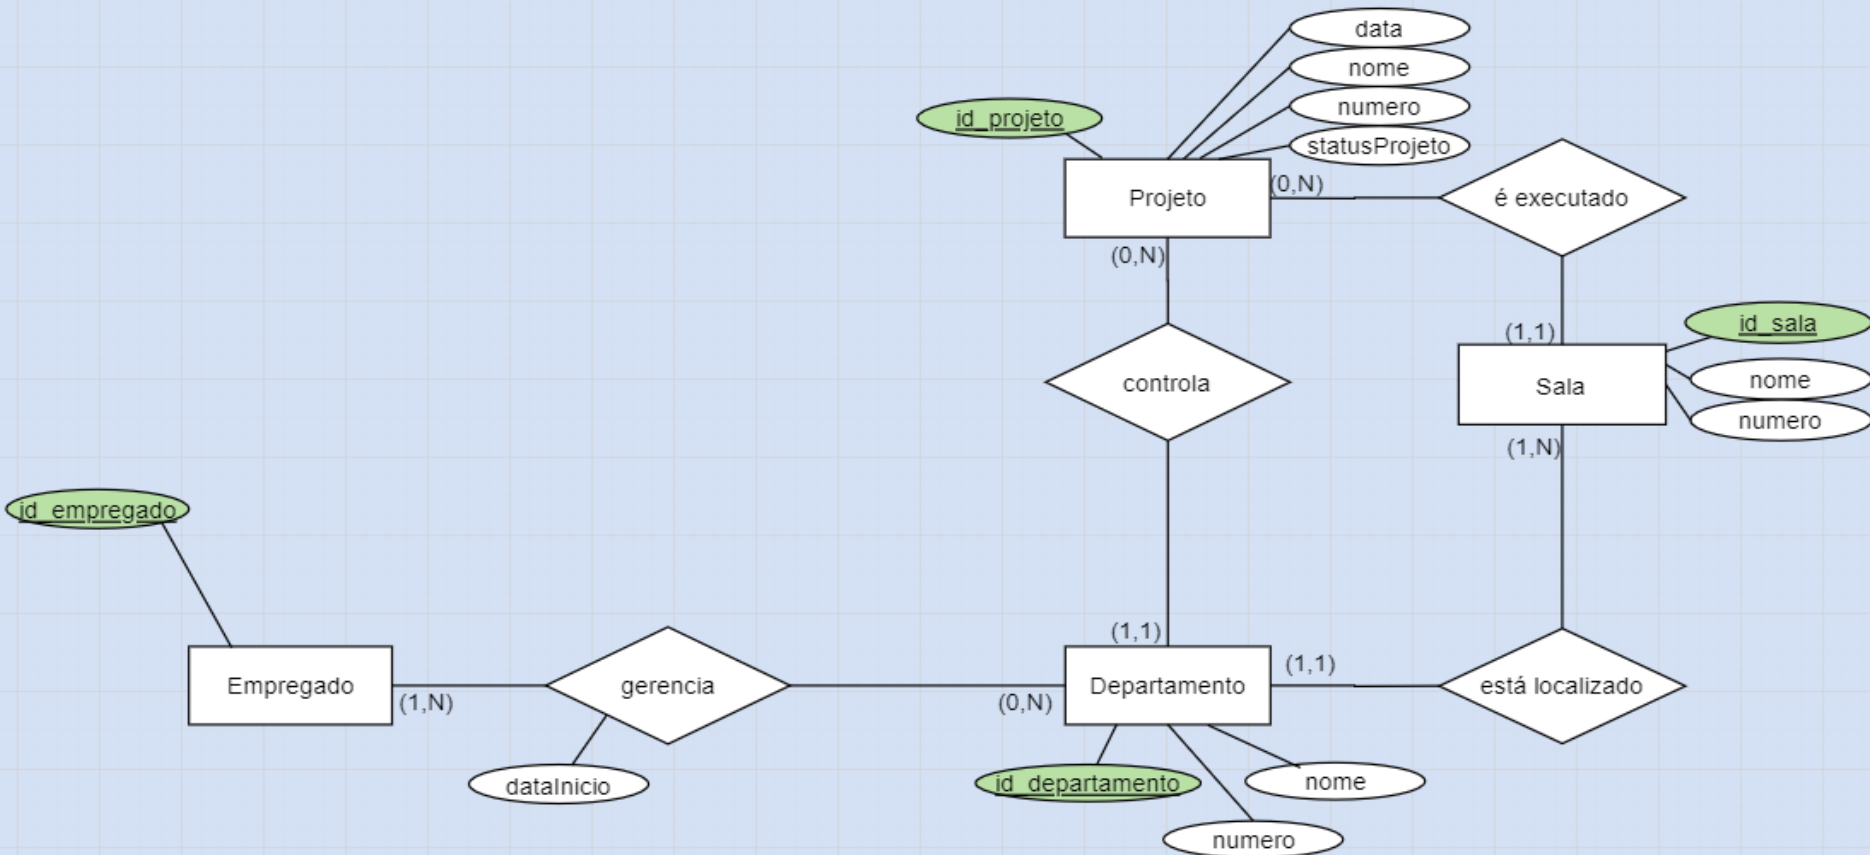 data
nome
numero
id_projeto
statusProjeto
Projeto
(0,N)
é executado
(0,N)
id_sala
(1,1)
controla
Sala
nome
numero
(1,N)
id_empregado
(1,1)
(1,1)
Empregado
gerencia
Departamento
está localizado
(1,N)
(0,N)
dataInicio
id_departamento
nome
numero